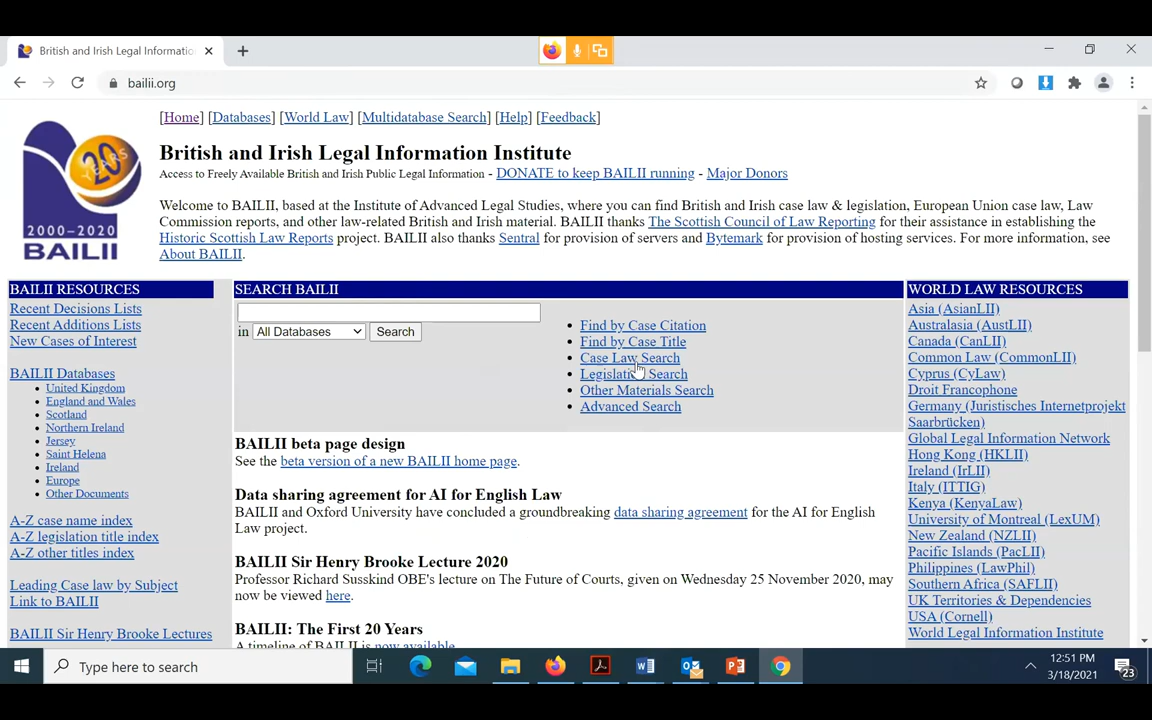 British and Irish Legal Informatio
bailii.org
[Home] [Databases] [World Law] [Multidatabase Search] [Help] [Feedback]
20
YEARS
2000-2020
BAILII
British and Irish Legal Information Institute
Access to Freely Available British and Irish Public Legal Information - DONATE to keep BAILII running - Major Donors
Welcome to BAILII, based at the Institute of Advanced Legal Studies, where you can find British and Irish case law & legislation, European Union case law, Law
Commission reports, and other law-related British and Irish material. BAILII thanks The Scottish Council of Law Reporting for their assistance in establishing the
Historic Scottish Law Reports project. BAILII also thanks Sentral for provision of servers and Bytemark for provision of hosting services. For more information, see
About BAILII.
BAILII RESOURCES
Recent Decisions Lists
Recent Additions Lists
New Cases of Interest
BAILII Databases
United Kingdom
England and Wales
Scotland
Northern Ireland
Jersey
Saint Helena
Ireland
Europe
Other Documents
A-Z case name index
A-Z legislation title index
A-Z other titles index
Leading Case law by Subject
Link to BAILII
BAILII Sir Henry Brooke Lectures
SEARCH BAILII
in All Databases Search
Find by Case Citation
Find by Case Title
Case Law Search
Legislation Search
Other Materials Search
Advanced Search
BAILII beta page design
See the beta version of a new BAILII home page.
Data sharing agreement for AI for English Law
BAILII and Oxford University have concluded a groundbreaking data sharing agreement for the AI for English
Law project.
BAILII Sir Henry Brooke Lecture 2020
Professor Richard Susskind OBE's lecture on The Future of Courts, given on Wednesday 25 November 2020, may
now be viewed here.
BAILII: The First 20 Years
A timeline of BAILII is now available
WORLD LAW RESOURCES
Asia (AsianLII)
Australasia (AustLII)
Canada (CanLII)
Common Law (CommonLII)
Cyprus (CyLaw)
Droit Francophone
Germany (Juristisches Internetprojekt
Saarbrücken)
Global Legal Information Network
Hong Kong (HKLII)
Ireland (IrLII)
Italy (ITTIG)
Kenya (KenyaLaw)
University of Montreal (LexUM)
New Zealand (NZLII)
Pacific Islands (PacLII)
Philippines (LawPhil)
Southern Africa (SAFLII)
UK Territories & Dependencies
USA (Cornell)
World Legal Information Institute
Type here to search
12:51 PM
3/18/2021
23